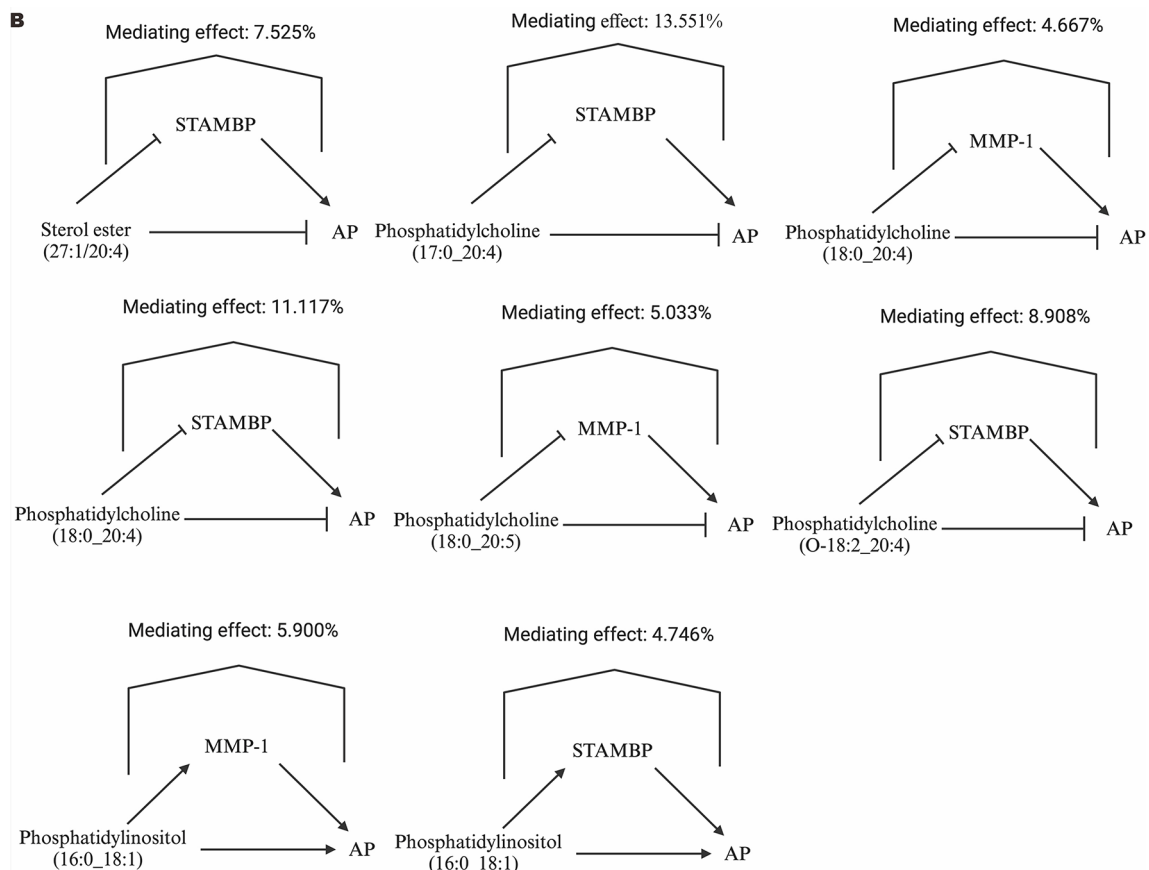 B
Mediating effect: 7.525%
STAMBP
Sterol ester
(27:1/20:4)
AP
Mediating effect: 13.551%
STAMBP
Phosphatidylcholine
(17:0_20:4)
AP
Mediating effect: 4.667%
MMP-1
Phosphatidylcholine
(18:0_20:4)
AP
Mediating effect: 11.117%
STAMBP
Phosphatidylcholine
(18:0_20:4)
AP
Mediating effect: 5.033%
MMP-1
Phosphatidylcholine
(18:0_20:5)
AP
Mediating effect: 8.908%
STAMBP
Phosphatidylcholine
(O-18:2_20:4)
AP
Mediating effect: 5.900%
MMP-1
Phosphatidylinositol
(16:0_18:1)
AP
Mediating effect: 4.746%
STAMBP
Phosphatidylinositol
(16:0_18:1)
AP